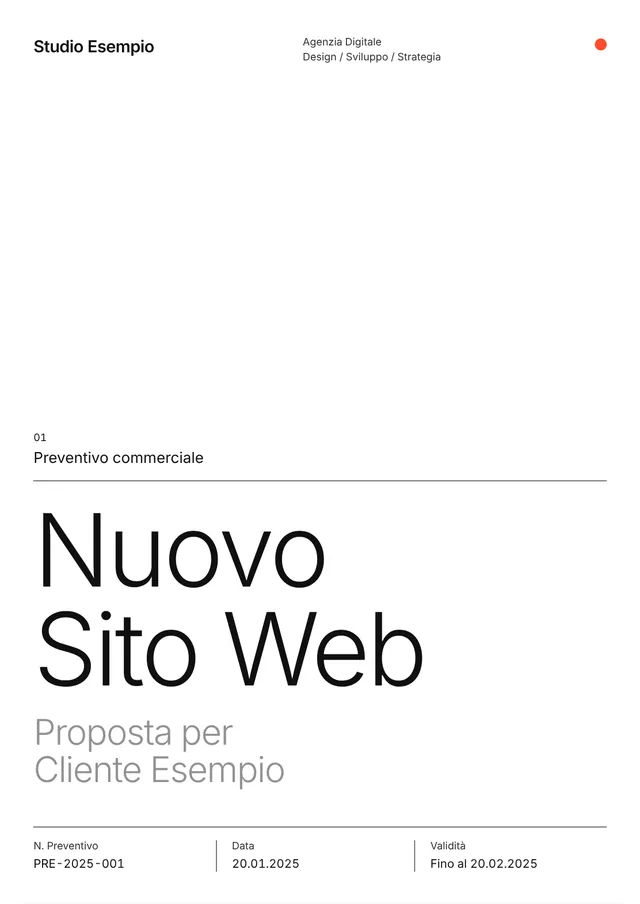 Studio Esempio
Agenzia Digitale
Design / Sviluppo / Strategia
01
Preventivo commerciale
Nuovo
Sito Web
Proposta per
Cliente Esempio
N. Preventivo
PRE-2025-001
Data
20.01.2025
Validità
Fino al 20.02.2025